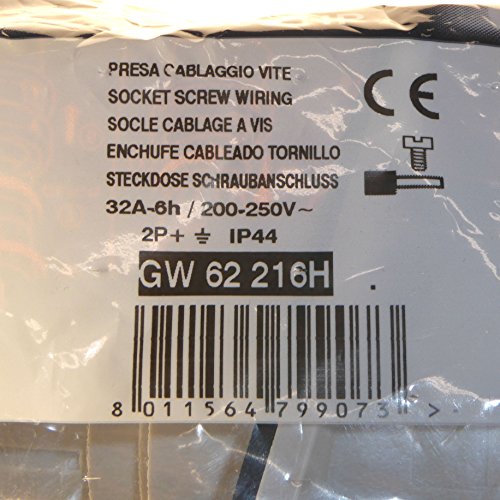 PRESA CABLAGGIO VITE
SOCKET SCREW WIRING
SOCLE CABLAGE A VIS
ENCHUFE CABLEADO TORNILLO
STECKDOSE SCHRAUBANSCHLUSS
32A-6h / 200-250V~
2P+ ⏚ IP44
GW 62 216H
8 011564 799073 >
CE